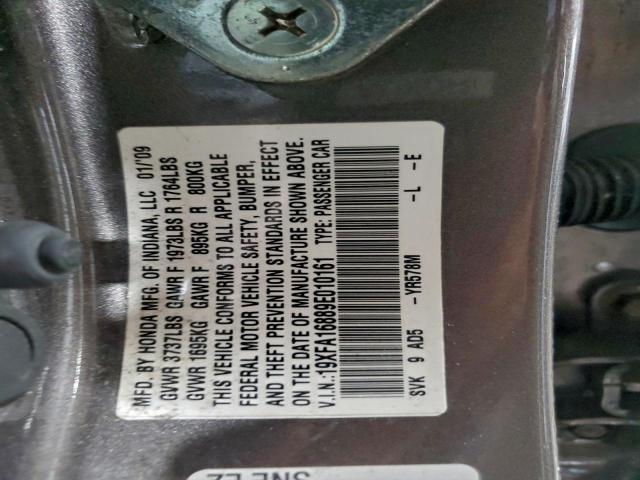 MFD. BY HONDA MFG. OF INDIANA, LLC 01/'09
GVWR 3737LBS GAWR F 1973LBS R 1764LBS
GVWR 1695KG GAWR F 895KG R 800KG
THIS VEHICLE CONFORMS TO ALL APPLICABLE
FEDERAL MOTOR VEHICLE SAFETY, BUMPER,
AND THEFT PREVENTION STANDARDS IN EFFECT
ON THE DATE OF MANUFACTURE SHOWN ABOVE.
V.I.N.:19XFA16889E010161 TYPE: PASSENGER CAR
SVK 9 AD5 -YR578M -L -E